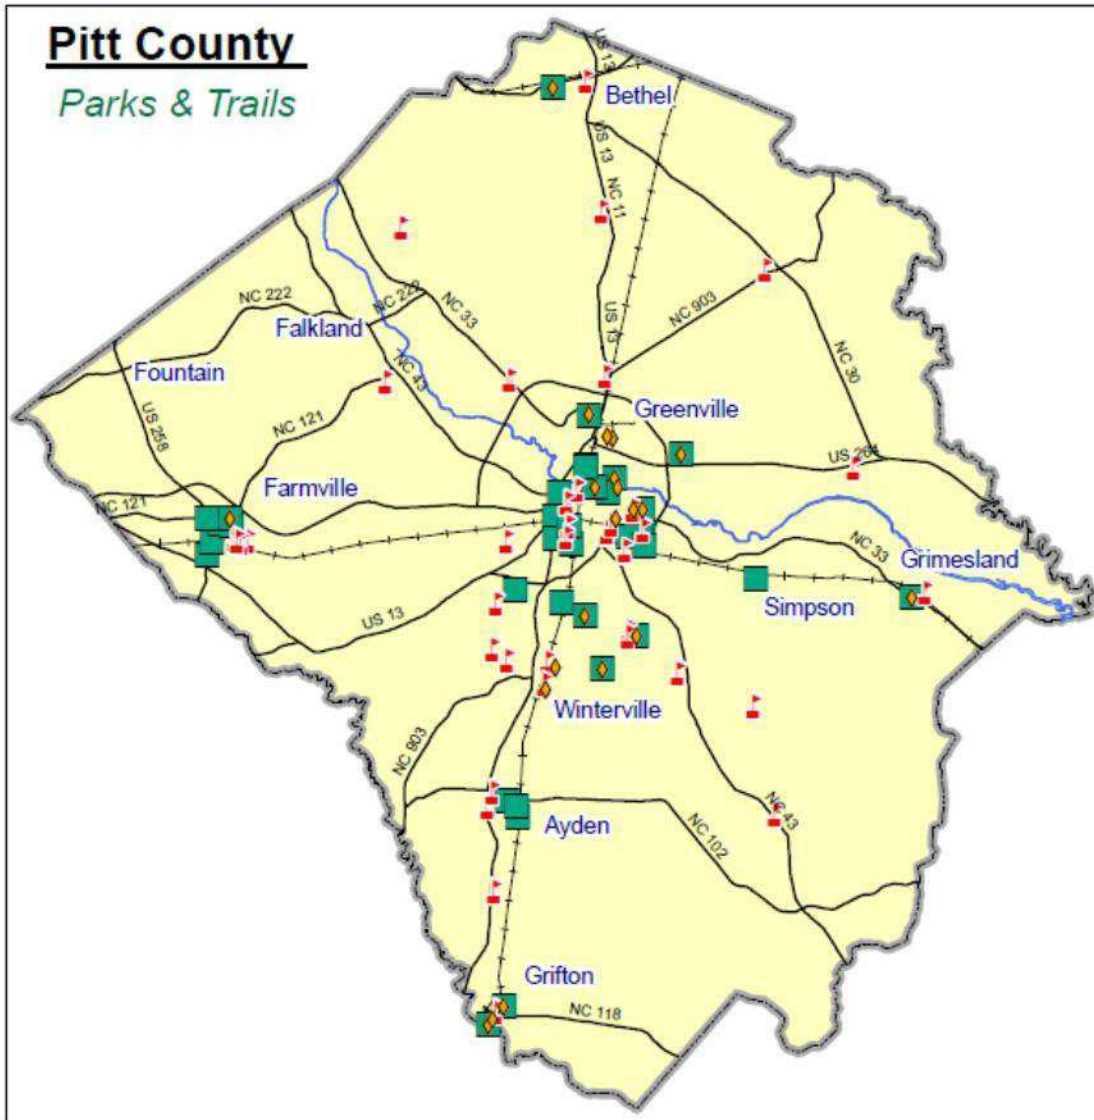 Pitt County
Parks & Trails
US 13
Bethel
US 13
NC 11
NC 222
NC 222
NC 33
US 13
NC 903
Falkland
Fountain
NC 43
NC 30
US 258
NC 121
Greenville
US 264
Farmville
NC 121
NC 33
Grimesland
Simpson
US 13
Winterville
NC 903
NC 43
Ayden
NC 102
Grifton
NC 118